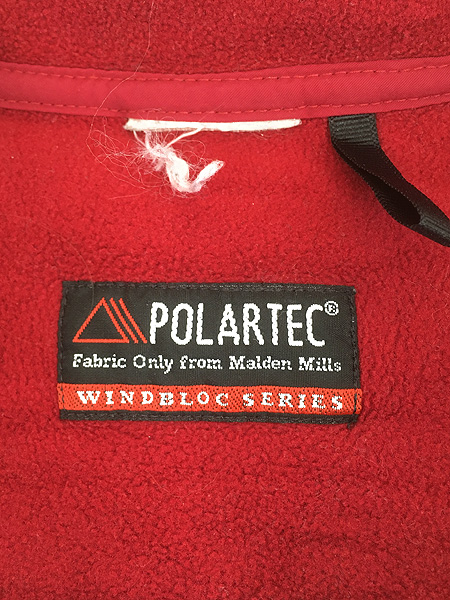 POLARTEC®
Fabric Only from Malden Mills
WINDBLOC SERIES